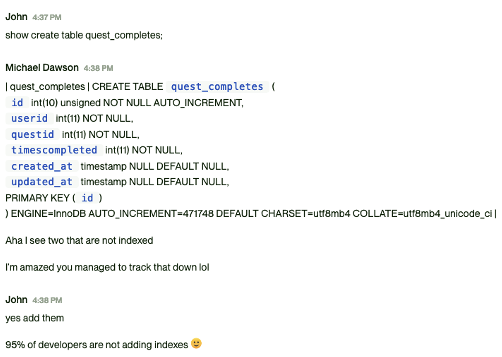 John 4:37 PM
show create table quest_completes;
Michael Dawson 4:38 PM
| quest_completes | CREATE TABLE quest_completes (
id int(10) unsigned NOT NULL AUTO_INCREMENT,
userid int(11) NOT NULL,
questid int(11) NOT NULL,
timescompleted int(11) NOT NULL,
created_at timestamp NULL DEFAULT NULL,
updated_at timestamp NULL DEFAULT NULL,
PRIMARY KEY ( id )
) ENGINE=InnoDB AUTO_INCREMENT=471748 DEFAULT CHARSET=utf8mb4 COLLATE=utf8mb4_unicode_ci |
Aha I see two that are not indexed
I'm amazed you managed to track that down lol
John 4:38 PM
yes add them
95% of developers are not adding indexes 🙂